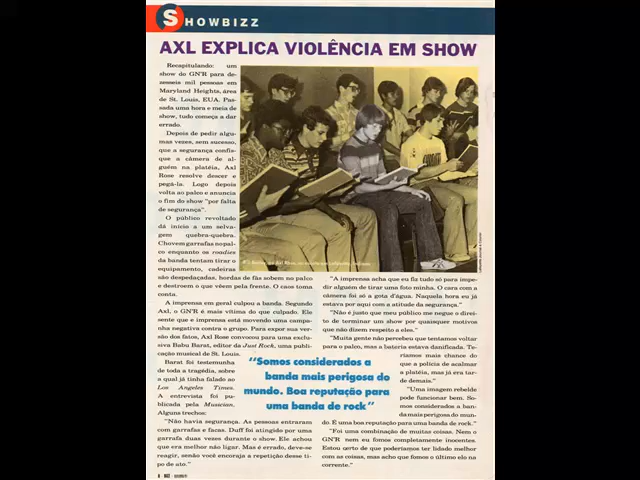 SHOWBIZZ
AXL EXPLICA VIOLÊNCIA EM SHOW
Recapitulando: um
show do GN'R para de-
zesseis mil pessoas em
Maryland Heights, área
de St. Louis, EUA. Pas-
sada uma hora e meia de
show, tudo começa a dar
errado.
Depois de pedir algu-
mas vezes, sem sucesso,
que a segurança confis-
que a câmera de al-
guém na platéia, Axl
Rose resolve descer e
pegá-la. Logo depois
volta ao palco e anuncia
o fim do show "por falta
de segurança".
O público revoltado
dá início a um selva-
gem quebra-quebra.
Chovem garrafas no pal-
co enquanto os roadies
da banda tentam tirar o
equipamento, cadeiras
são despedaçadas, hordas de fãs sobem no palco
e destroem o que vêem pela frente. O caos toma
conta.
A imprensa em geral culpou a banda. Segundo
Axl, o GN'R é mais vítima do que culpado. Ele
sente que a imprensa está movendo uma campa-
nha negativa contra o grupo. Para expor sua ver-
são dos fatos, Axl Rose convocou para uma exclu-
siva Babu Barat, editor da Just Rock, uma publi-
cação musical de St. Louis.
Barat foi testemunha
de toda a tragédia, sobre
a qual já tinha falado ao
Los Angeles Times.
A entrevista foi pu-
blicada pela Musician.
Alguns trechos:
"Não havia segurança. As pessoas entraram
com garrafas e facas. Duff foi atingido por uma
garrafa duas vezes durante o show. Ele achou
que era melhor não ligar. Mas é errado, deve-se
reagir, senão você encoraja a repetição desse ti-
po de ato."
"Somos considerados a
banda mais perigosa do
mundo. Boa reputação para
uma banda de rock"
"A imprensa acha que eu fiz tudo só para impe-
dir alguém de tirar uma foto minha. O cara com a
câmera foi só a gota d'água. Naquela hora eu já
estava por aqui com a atitude da segurança."
"Não é justo que meu público me negue o direi-
to de terminar um show por quaisquer motivos
que não dizem respeito a eles."
"Muita gente não percebeu que tentamos voltar
para o palco, mas a bateria estava danificada. Te-
ríamos mais chance do
que a polícia de acalmar
a platéia, mas já era tar-
de demais."
"Uma imagem rebelde
pode funcionar bem. So-
mos considerados a ban-
da mais perigosa do mun-
do. É uma boa reputação para uma banda de rock."
"Foi uma combinação de muitas coisas. Nem o
GN'R nem eu fomos completamente inocentes.
Estou certo de que poderíamos ter lidado melhor
com as coisas, mas acho que fomos o último elo na
corrente."